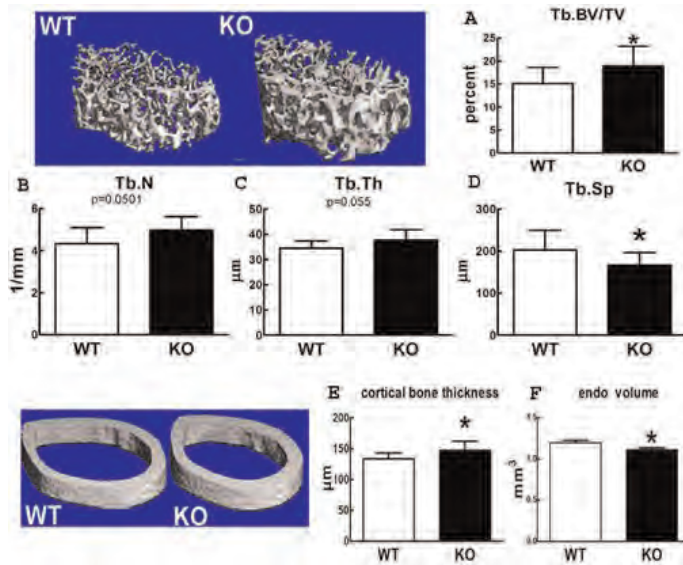 WT KO
A Tb.BV/TV
*
percent
25
20
15
10
5
0
WT KO
B Tb.N
p=0.0501
1/mm
6
4
2
0
WT KO
C Tb.Th
p=0.055
µm
50
40
30
20
10
0
WT KO
D Tb.Sp
*
µm
300
200
100
0
WT KO
WT KO
E cortical bone thickness
*
µm
200
150
100
50
0
WT KO
F endo volume
*
mm³
1.5
1.0
0.5
0.0
WT KO